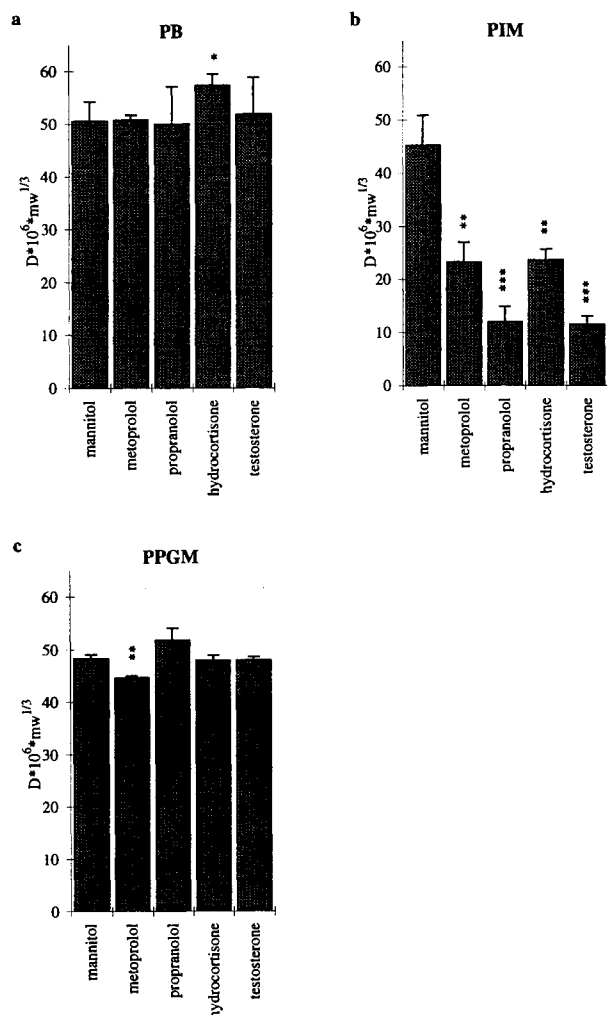 a
PB
60
50
40
30
20
10
0
D*10^6*mw^1/3
*
mannitol
metoprolol
propranolol
hydrocortisone
testosterone
b
PIM
60
50
40
30
20
10
0
D*10^6*mw^1/3
**
***
**
***
mannitol
metoprolol
propranolol
hydrocortisone
testosterone
c
PPGM
60
50
40
30
20
10
0
D*10^6*mw^1/3
**
mannitol
metoprolol
propranolol
hydrocortisone
testosterone